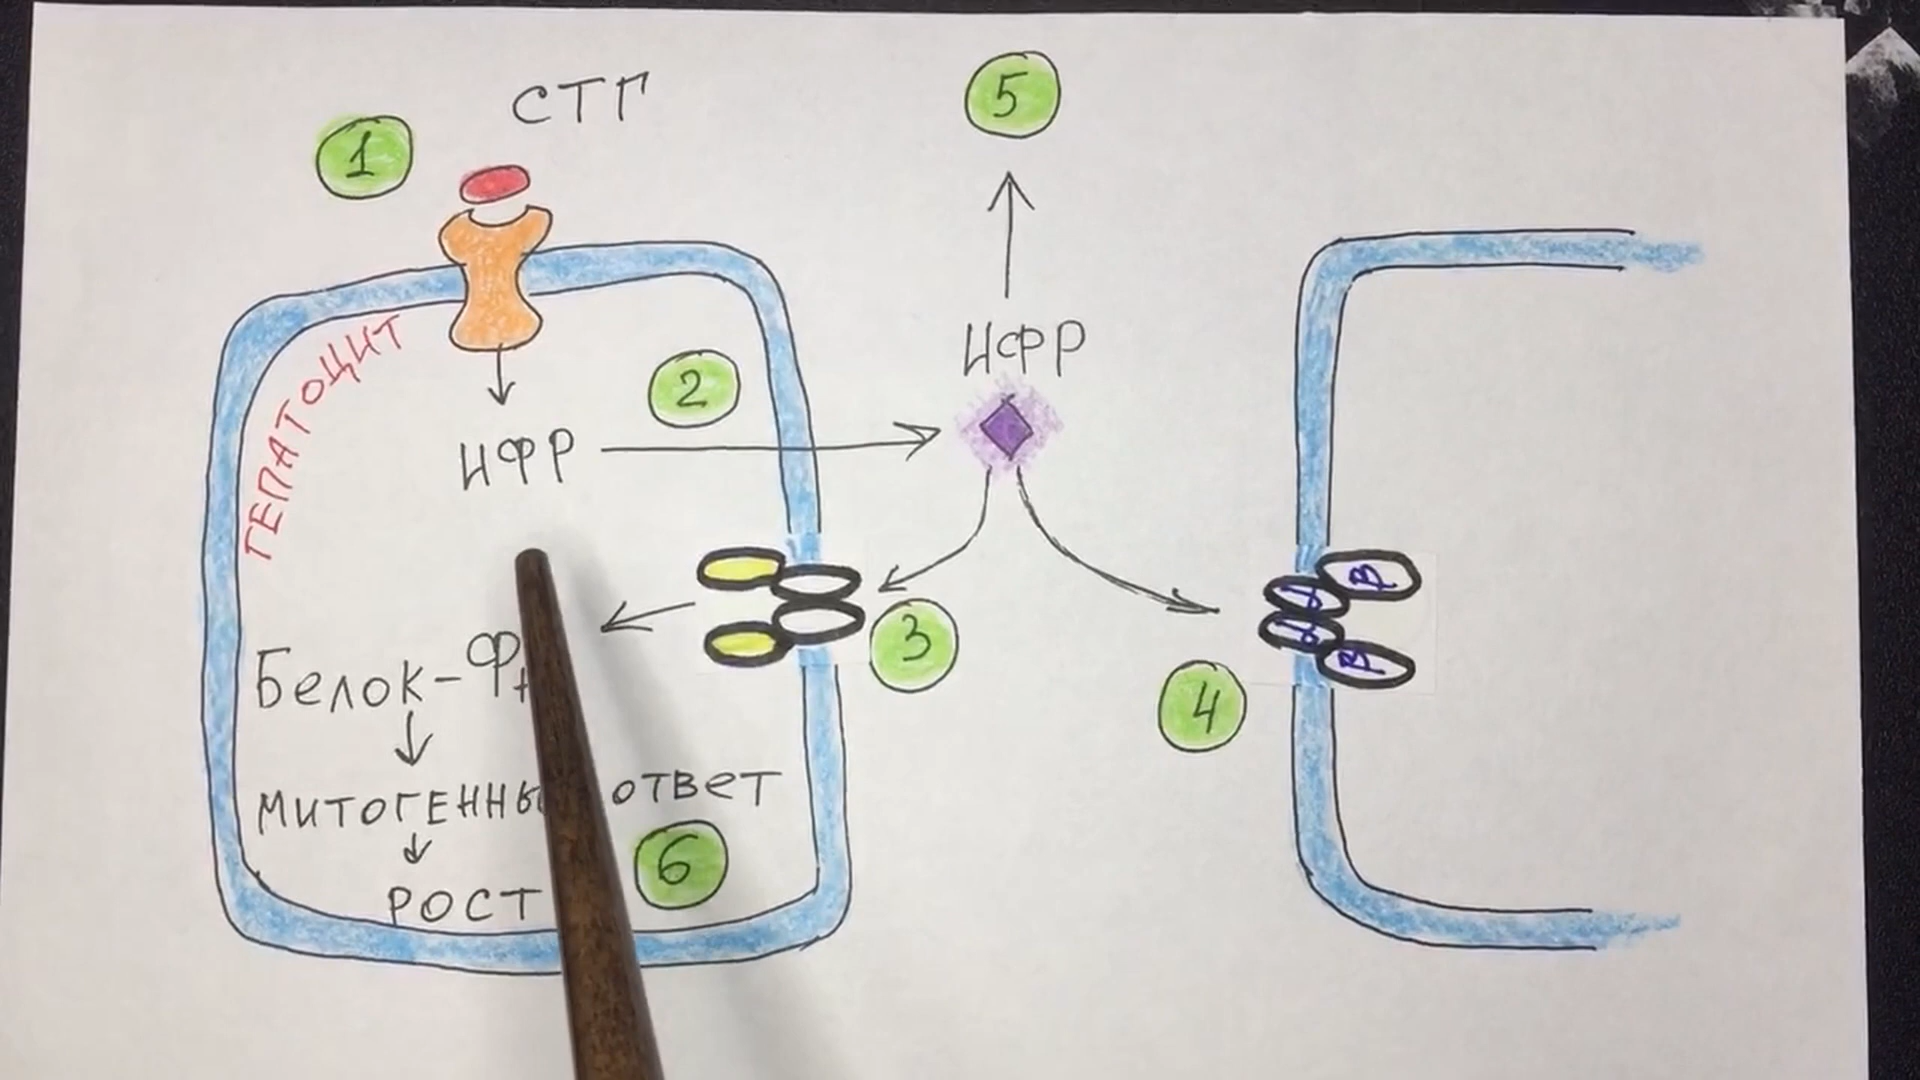 СТГ
1
5
ИФР
ГЕПАТОЦИТ
2
ИФР
3
4
β
α
α
β
Белок-
митогенны ответ
рост
6